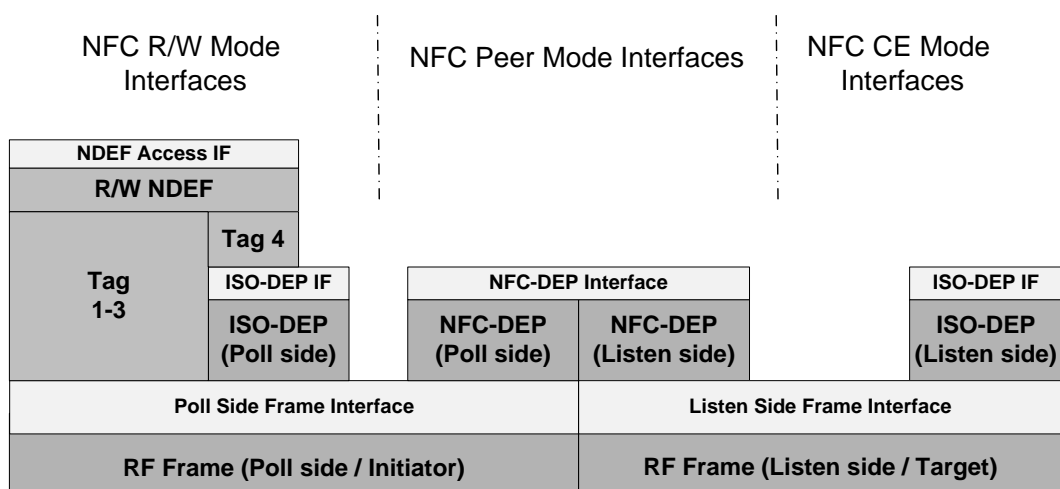 NFC R/W Mode
Interfaces
NFC Peer Mode Interfaces
NFC CE Mode
Interfaces
NDEF Access IF
R/W NDEF
Tag
1-3
Tag 4
ISO-DEP IF
ISO-DEP
(Poll side)
NFC-DEP Interface
NFC-DEP
(Poll side)
NFC-DEP
(Listen side)
ISO-DEP IF
ISO-DEP
(Listen side)
Poll Side Frame Interface
Listen Side Frame Interface
RF Frame (Poll side / Initiator)
RF Frame (Listen side / Target)